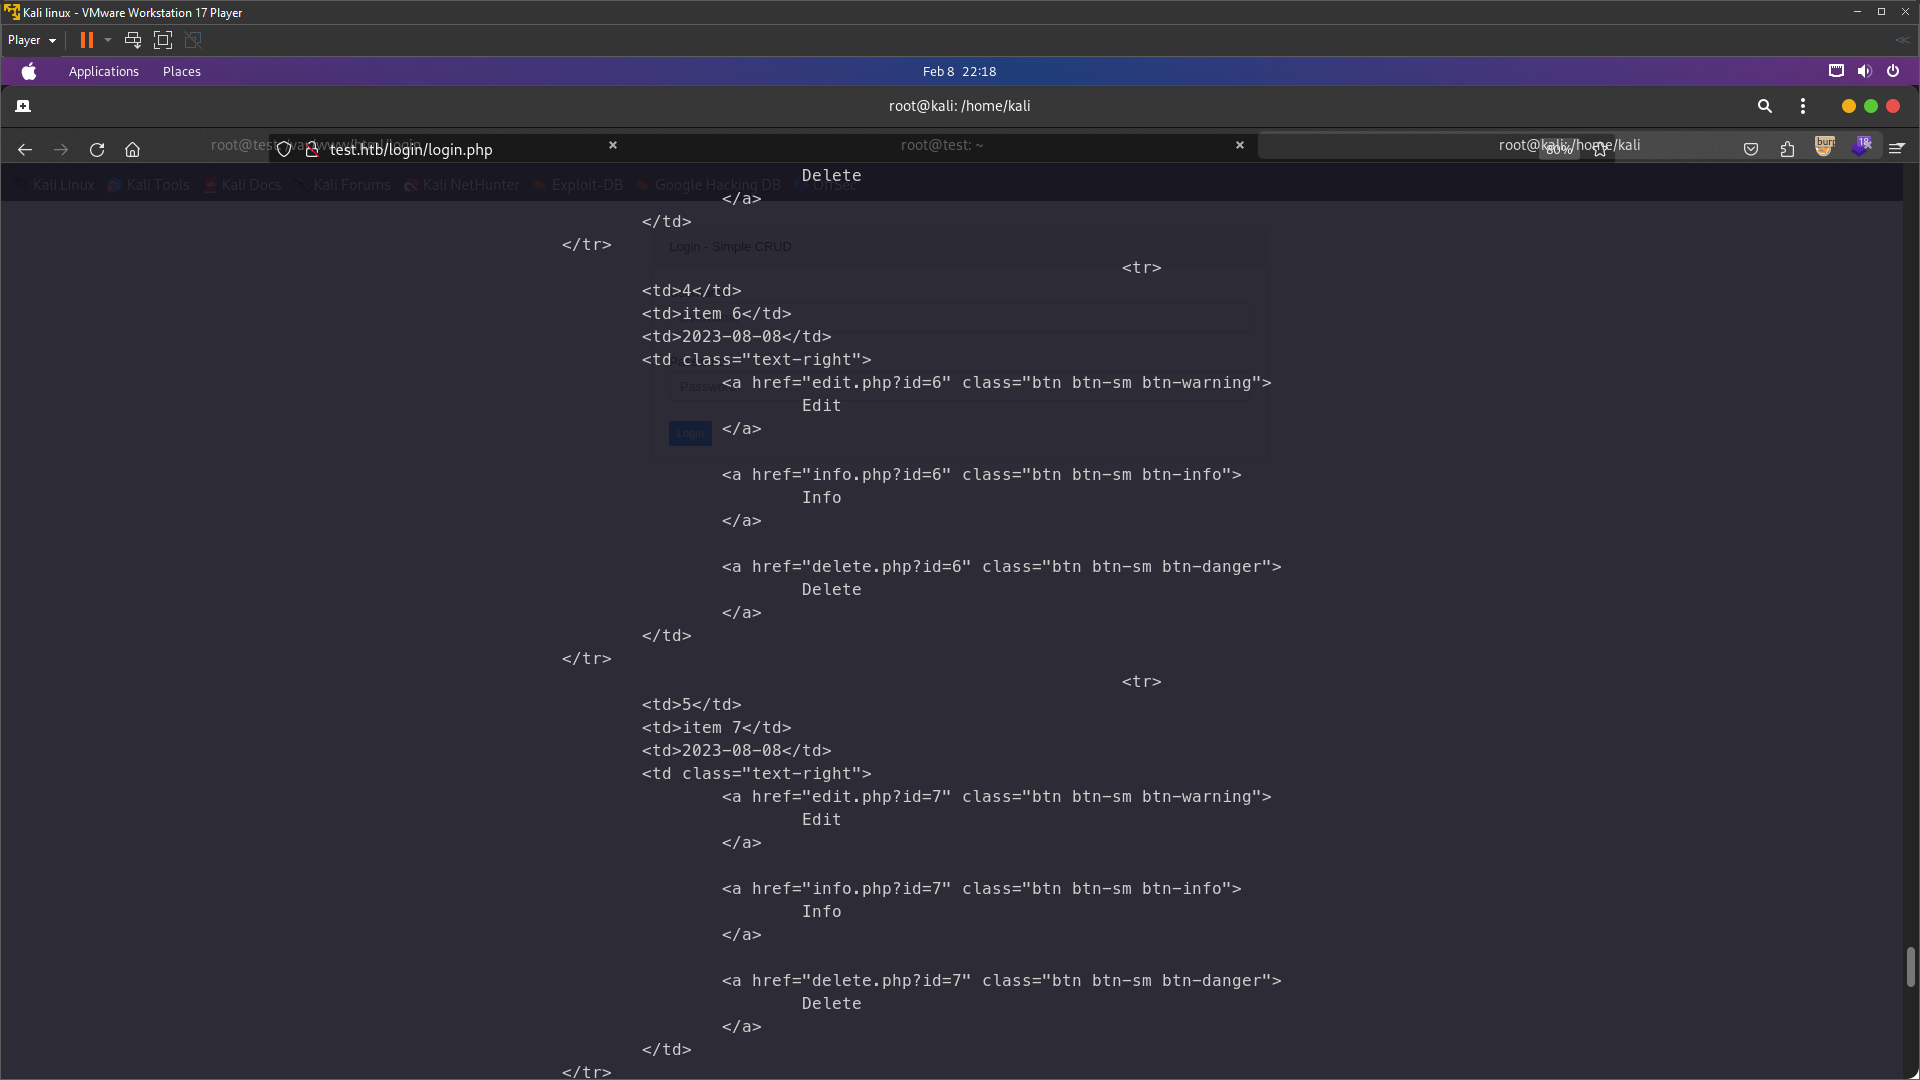 Kali linux - VMware Workstation 17 Player
Player
Applications Places Feb 8 22:18
root@kali: /home/kali
root@test: /var/www/html/login root@test: ~ root@kali: /home/kali
test.htb/login/login.php 80%
Kali Linux Kali Tools Kali Docs Kali Forums Kali NetHunter Exploit-DB Google Hacking DB OffSec
Delete
</a>
</td>
</tr>
Login - Simple CRUD
<tr>
<td>4</td>
<td>item 6</td>
<td>2023-08-08</td>
<td class="text-right">
<a href="edit.php?id=6" class="btn btn-sm btn-warning">
Edit
</a>
Login
<a href="info.php?id=6" class="btn btn-sm btn-info">
Info
</a>
<a href="delete.php?id=6" class="btn btn-sm btn-danger">
Delete
</a>
</td>
</tr>
<tr>
<td>5</td>
<td>item 7</td>
<td>2023-08-08</td>
<td class="text-right">
<a href="edit.php?id=7" class="btn btn-sm btn-warning">
Edit
</a>
<a href="info.php?id=7" class="btn btn-sm btn-info">
Info
</a>
<a href="delete.php?id=7" class="btn btn-sm btn-danger">
Delete
</a>
</td>
</tr>